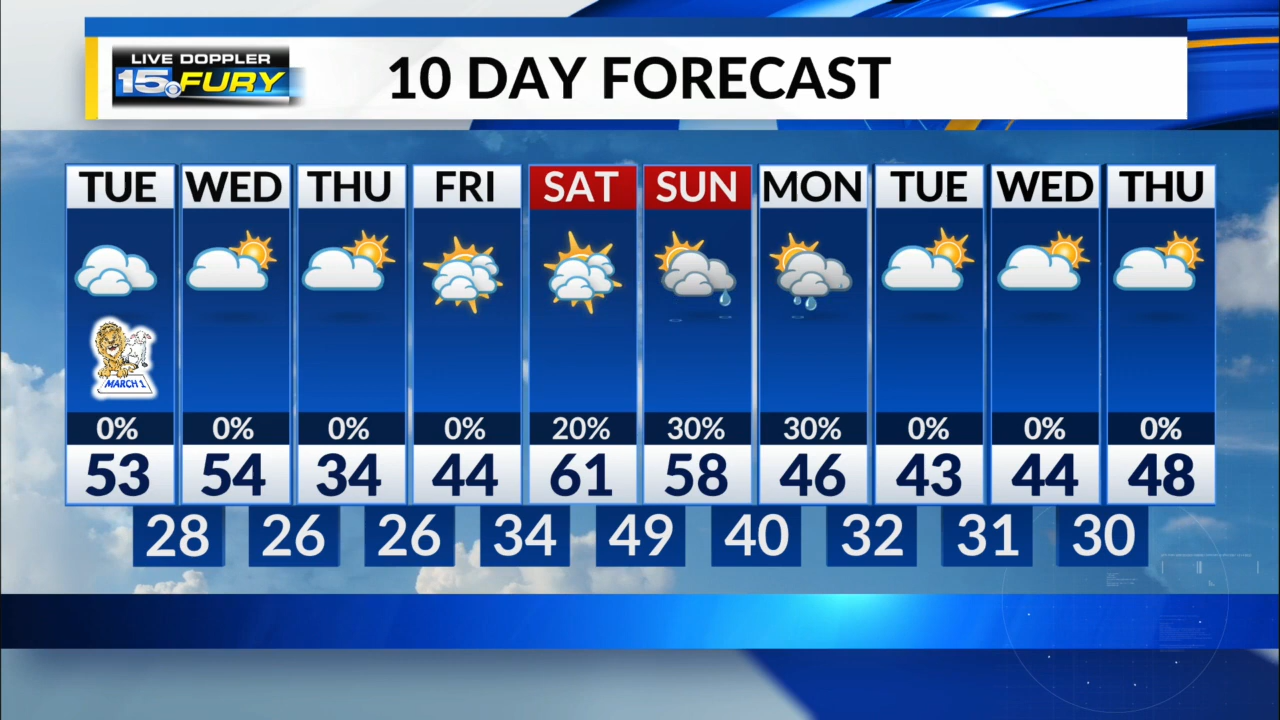 LIVE DOPPLER
15 FURY
10 DAY FORECAST
TUE WED THU FRI SAT SUN MON TUE WED THU
MARCH 1
0% 0% 0% 0% 20% 30% 30% 0% 0% 0%
53 54 34 44 61 58 46 43 44 48
28 26 26 34 49 40 32 31 30